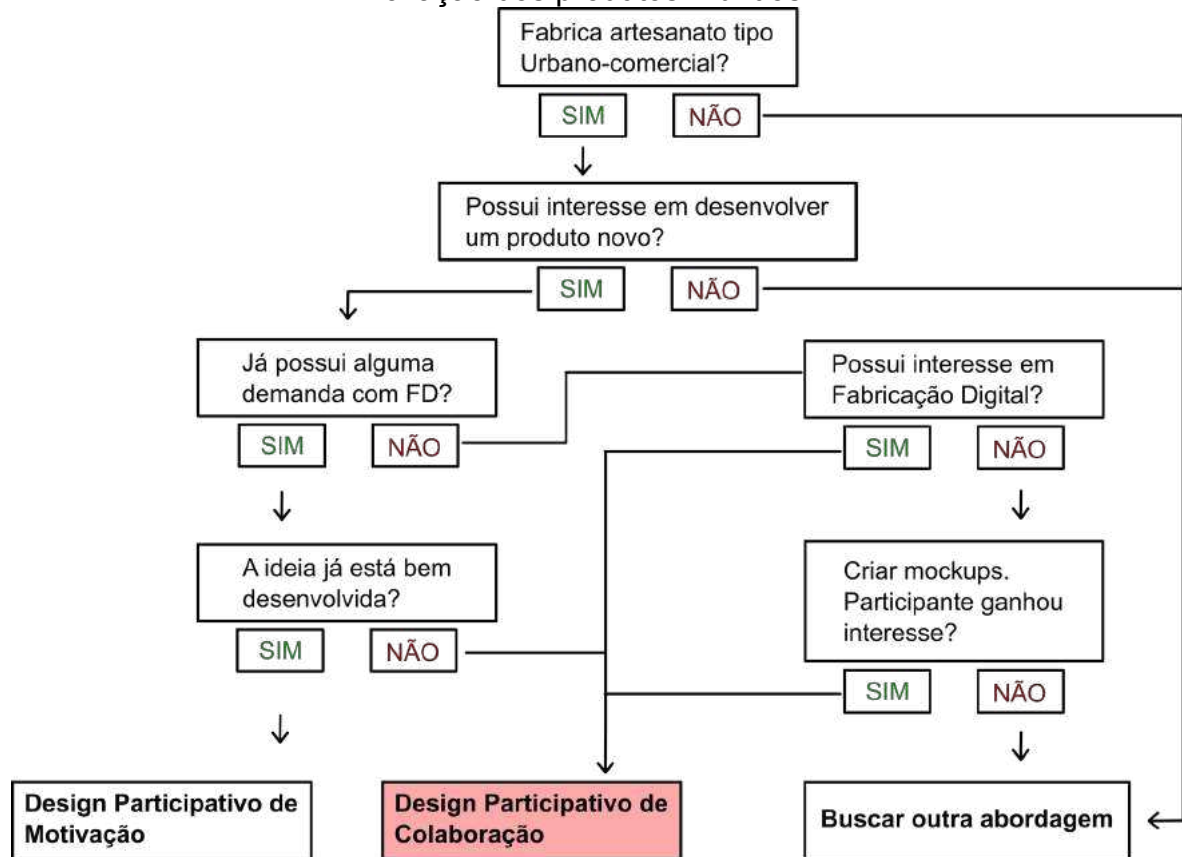 Fabrica artesanato tipo
Urbano-comercial?
SIM
NÃO
Possui interesse em desenvolver
um produto novo?
SIM
NÃO
Já possui alguma
demanda com FD?
SIM
NÃO
Possui interesse em
Fabricação Digital?
SIM
NÃO
A ideia já está bem
desenvolvida?
SIM
NÃO
Criar mockups.
Participante ganhou
interesse?
SIM
NÃO
Design Participativo de
Motivação
Design Participativo de
Colaboração
Buscar outra abordagem